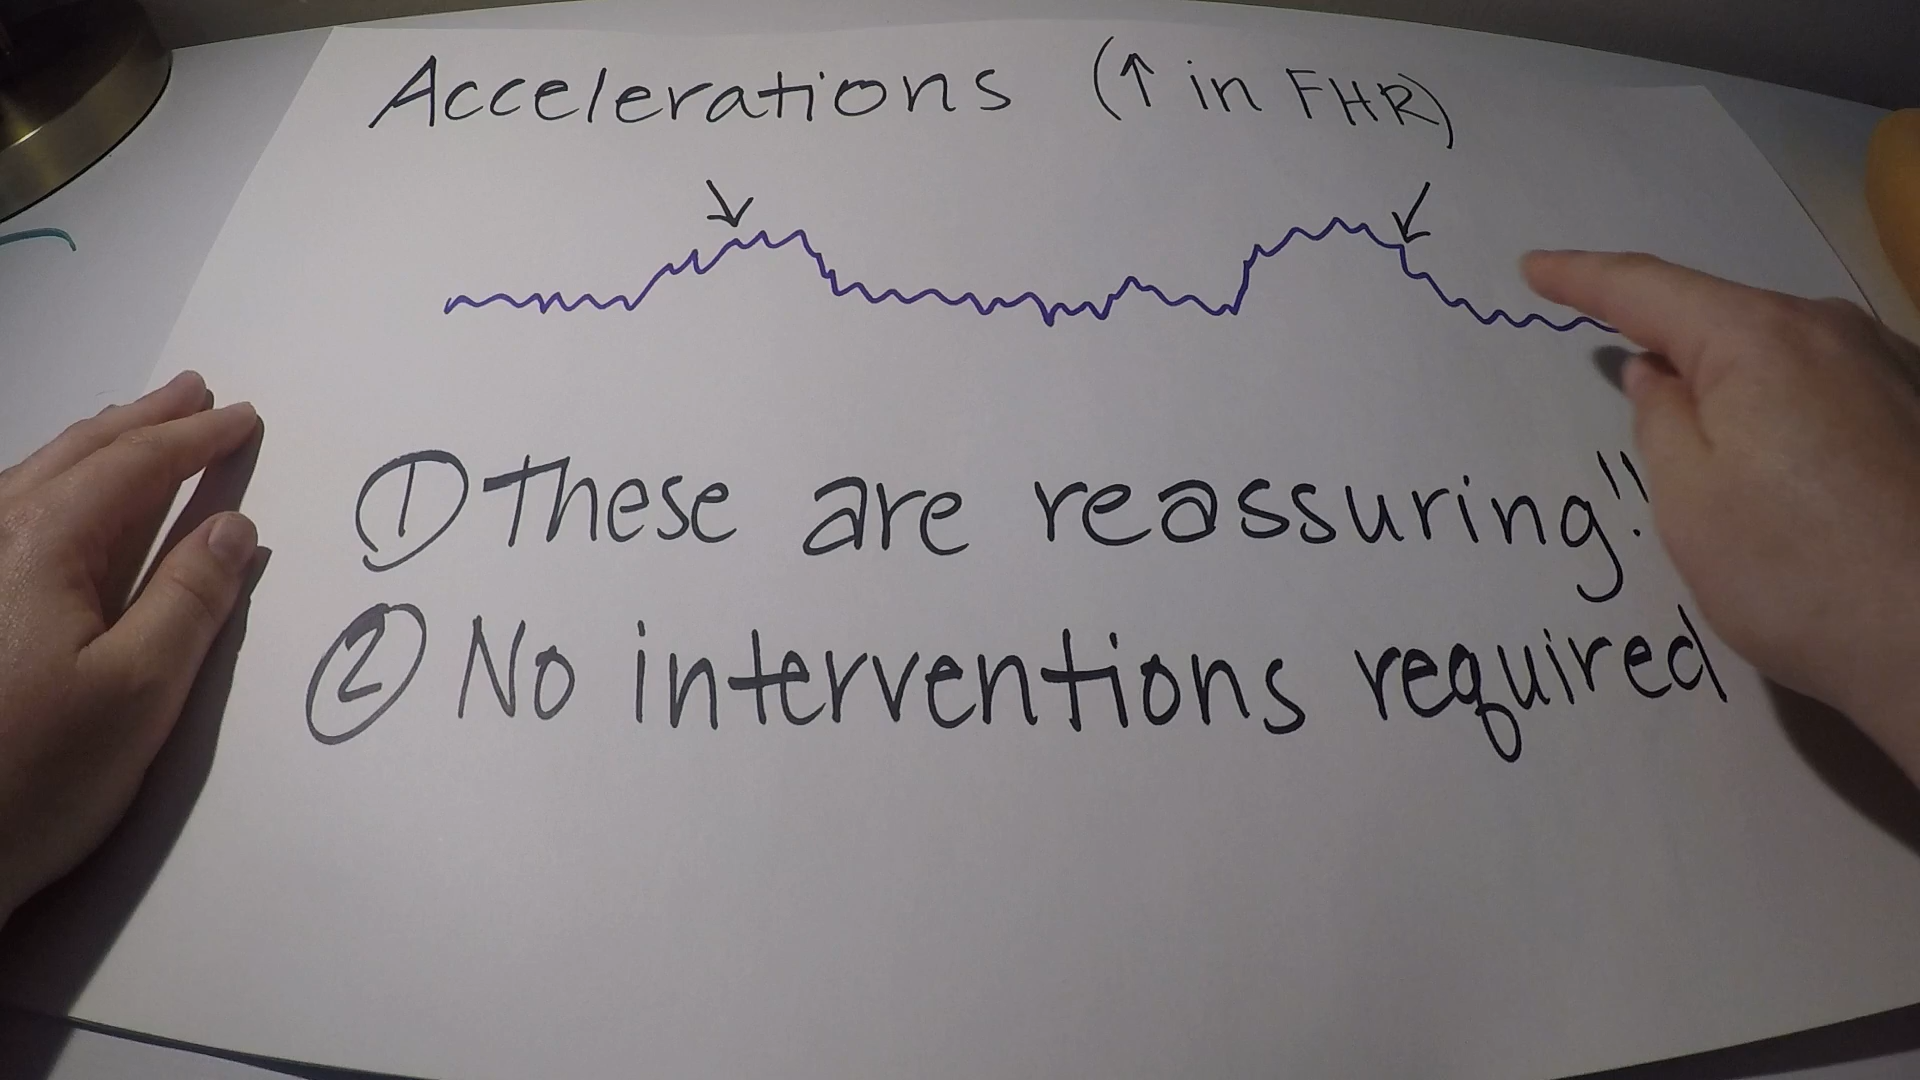 Accelerations (↑ in FHR)
① These are reassuring!!
② No interventions required